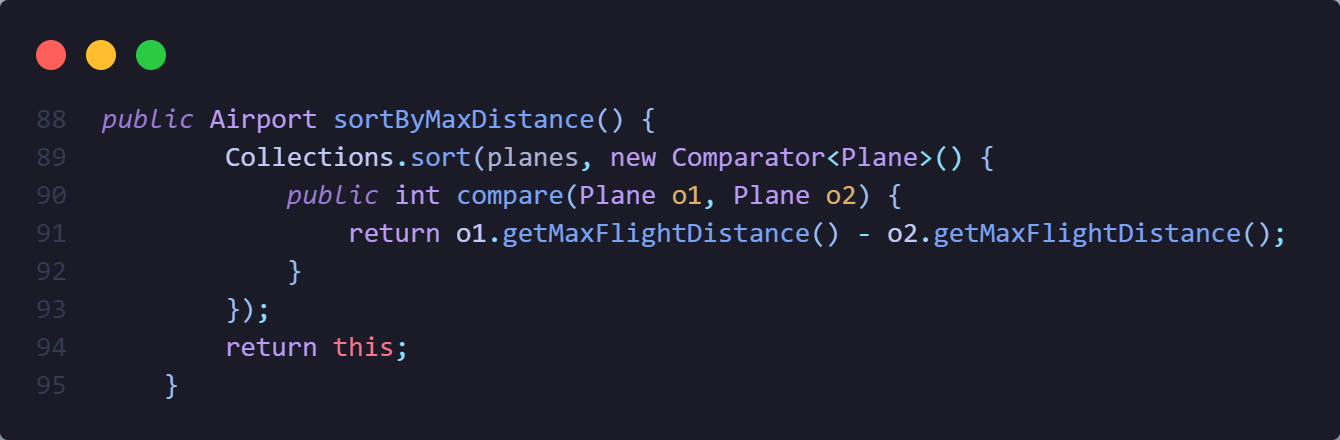 88 public Airport sortByMaxDistance() {
89         Collections.sort(planes, new Comparator<Plane>() {
90             public int compare(Plane o1, Plane o2) {
91                 return o1.getMaxFlightDistance() - o2.getMaxFlightDistance();
92             }
93         });
94         return this;
95     }